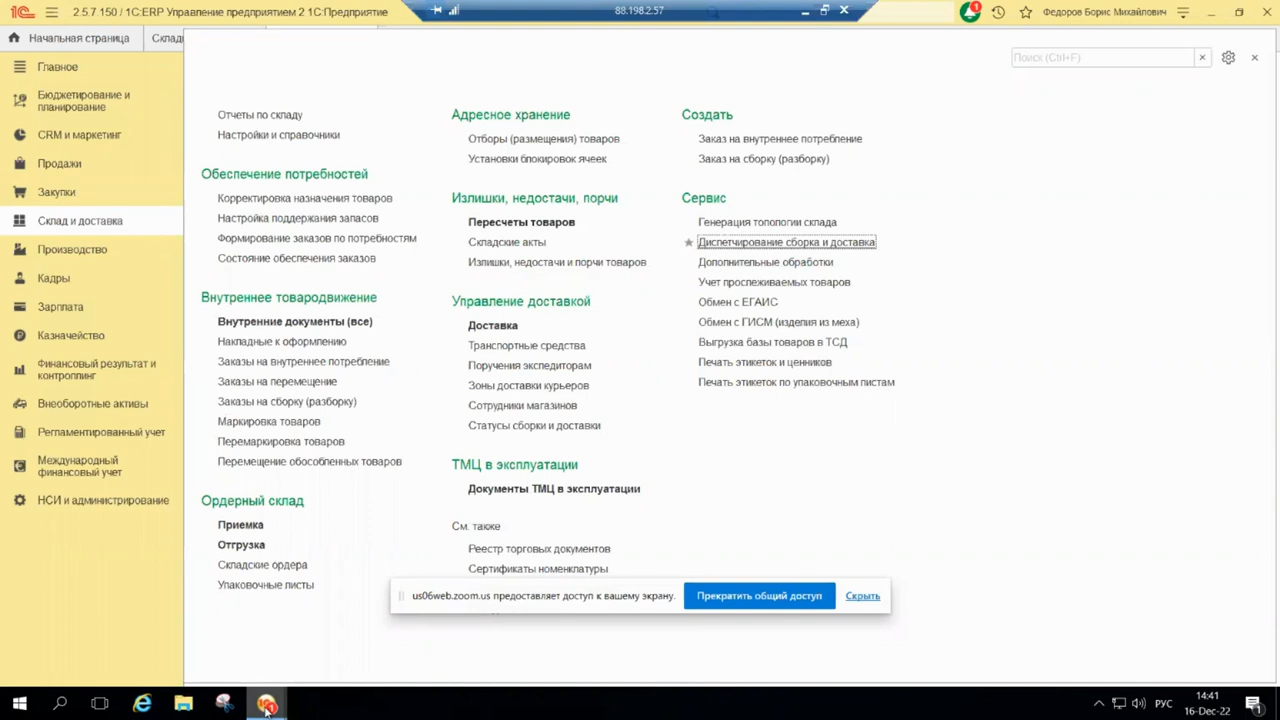 2.5.7 150 / 1С:ERP Управление предприятием 2 1С:Предприятие
88.198.2.57
1
Федоров Борис Михайлович
Начальная страница
Складь
Поиск (Ctrl+F)
Главное
Бюджетирование и
планирование
CRM и маркетинг
Продажи
Закупки
Склад и доставка
Производство
Кадры
Зарплата
Казначейство
Финансовый результат и
контроллинг
Внеоборотные активы
Регламентированный учет
Международный
финансовый учет
НСИ и администрирование
Отчеты по складу
Настройки и справочники
Обеспечение потребностей
Корректировка назначения товаров
Настройка поддержания запасов
Формирование заказов по потребностям
Состояние обеспечения заказов
Внутреннее товародвижение
Внутренние документы (все)
Накладные к оформлению
Заказы на внутреннее потребление
Заказы на перемещение
Заказы на сборку (разборку)
Маркировка товаров
Перемаркировка товаров
Перемещение обособленных товаров
Ордерный склад
Приемка
Отгрузка
Складские ордера
Упаковочные листы
Адресное хранение
Отборы (размещения) товаров
Установки блокировок ячеек
Излишки, недостачи, порчи
Пересчеты товаров
Складские акты
Излишки, недостачи и порчи товаров
Управление доставкой
Доставка
Транспортные средства
Поручения экспедиторам
Зоны доставки курьеров
Сотрудники магазинов
Статусы сборки и доставки
ТМЦ в эксплуатации
Документы ТМЦ в эксплуатации
См. также
Реестр торговых документов
Сертификаты номенклатуры
Создать
Заказ на внутреннее потребление
Заказ на сборку (разборку)
Сервис
Генерация топологии склада
Диспетчирование сборка и доставка
Дополнительные обработки
Учет прослеживаемых товаров
Обмен с ЕГАИС
Обмен с ГИСМ (изделия из меха)
Выгрузка базы товаров в ТСД
Печать этикеток и ценников
Печать этикеток по упаковочным листам
us06web.zoom.us предоставляет доступ к вашему экрану.
Прекратить общий доступ
Скрыть
РУС
14:41
16-Dec-22
1